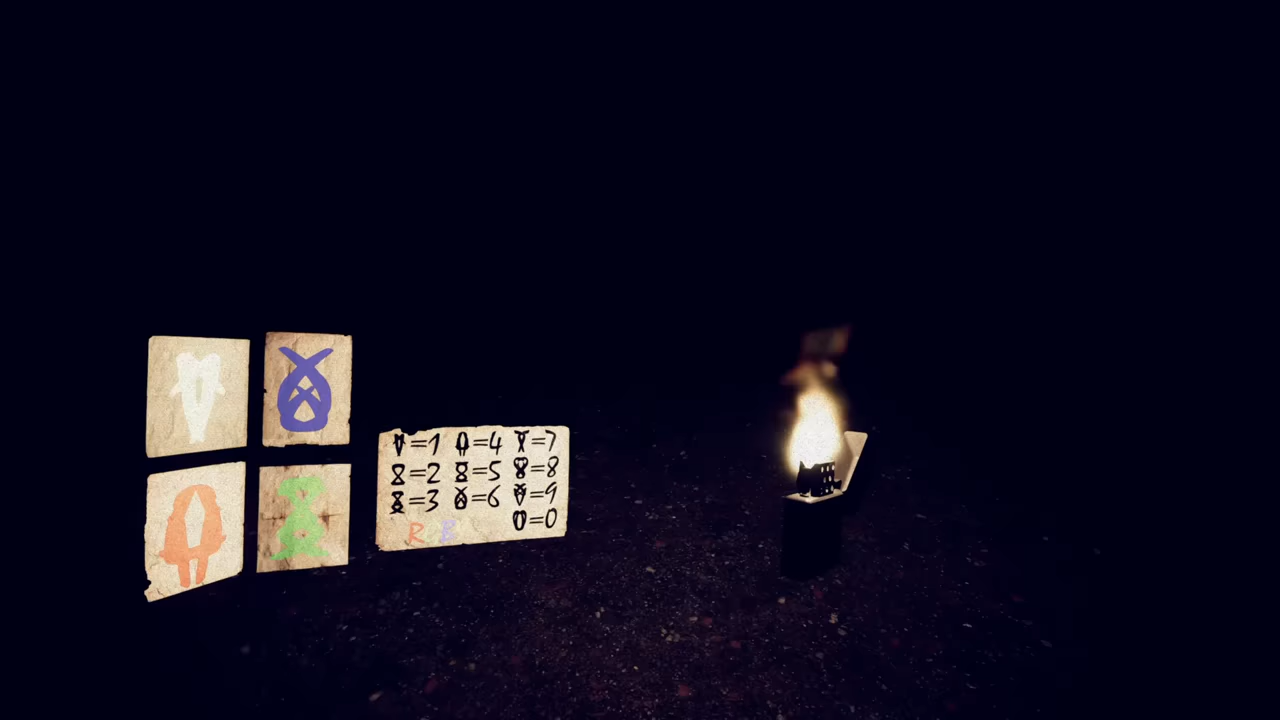 =1 =4 =7
=2 =5 =8
=3 =6 =9
R B =0